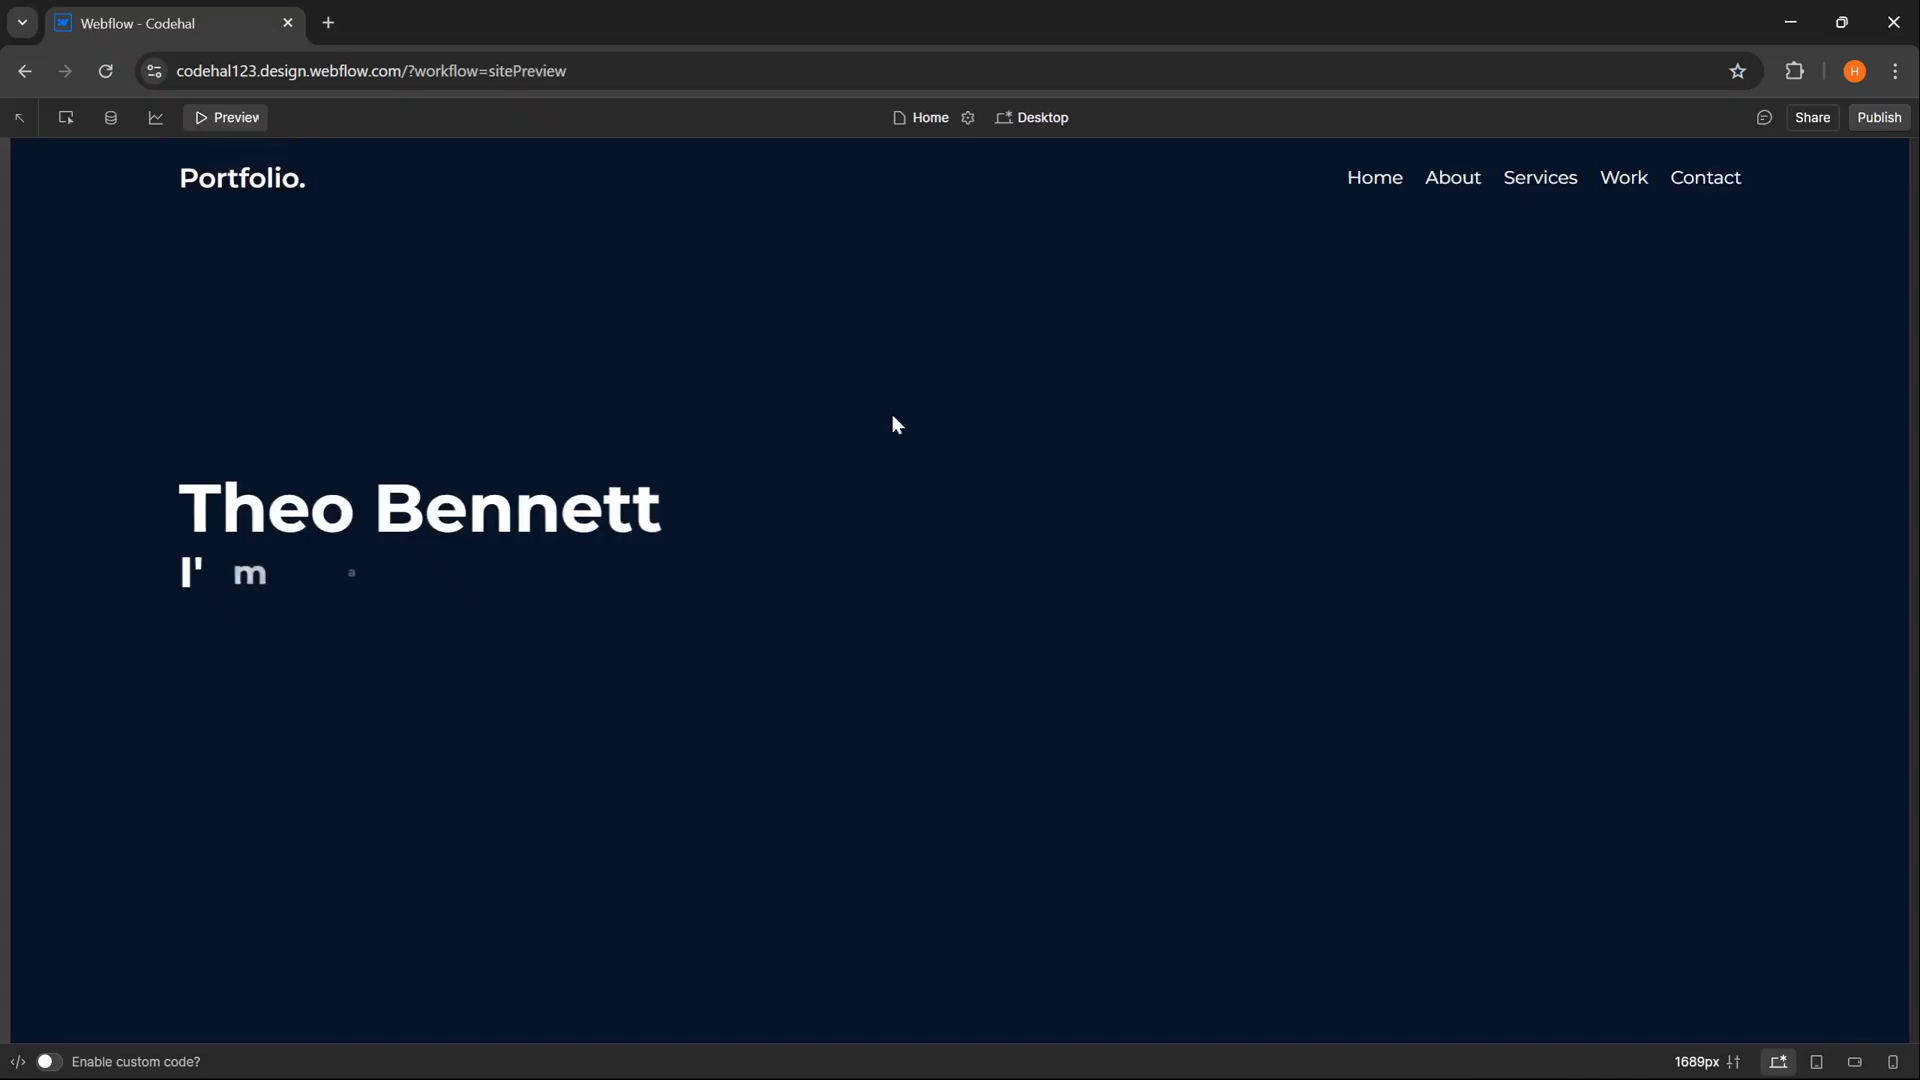 Webflow - Codehal
codehal123.design.webflow.com/?workflow=sitePreview
H
Preview
Home
Desktop
Share
Publish
Portfolio.
Home About Services Work Contact
Theo Bennett
I'm a
Enable custom code?
1689px